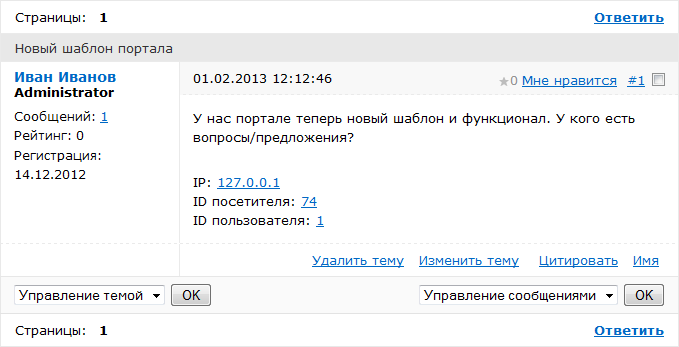 Страницы: 1 Ответить
Новый шаблон портала
Иван Иванов
Administrator
Сообщений: 1
Рейтинг: 0
Регистрация:
14.12.2012
01.02.2013 12:12:46 0 Мне нравится #1
У нас портале теперь новый шаблон и функционал. У кого есть
вопросы/предложения?
IP: 127.0.0.1
ID посетителя: 74
ID пользователя: 1
Удалить тему Изменить тему Цитировать Имя
Управление темой OK Управление сообщениями OK
Страницы: 1 Ответить